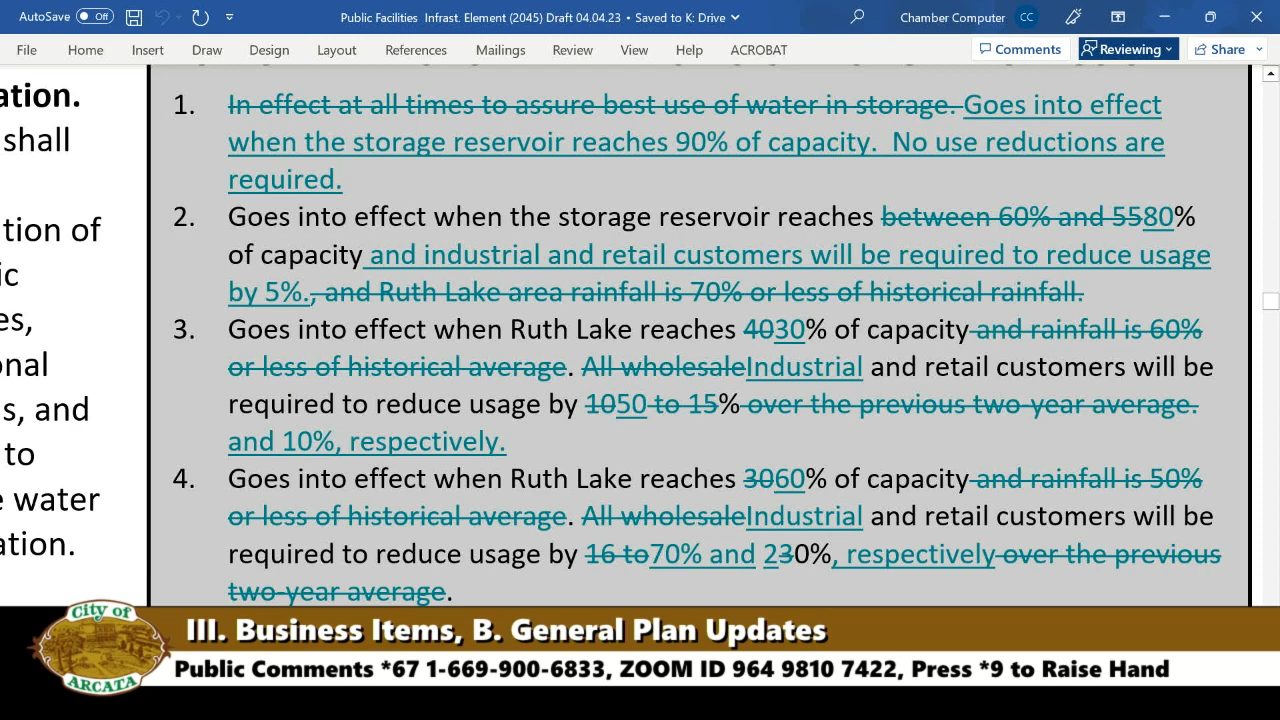 AutoSave Off Public Facilities Infrast. Element (2045) Draft 04.04.23 • Saved to K: Drive Chamber Computer CC
File Home Insert Draw Design Layout References Mailings Review View Help ACROBAT Comments Reviewing Share
ation.
shall
tion of
ic
es,
onal
s, and
to
e water
ation.
1. In effect at all times to assure best use of water in storage. Goes into effect
when the storage reservoir reaches 90% of capacity. No use reductions are
required.
2. Goes into effect when the storage reservoir reaches between 60% and 5580%
of capacity and industrial and retail customers will be required to reduce usage
by 5%., and Ruth Lake area rainfall is 70% or less of historical rainfall.
3. Goes into effect when Ruth Lake reaches 4030% of capacity and rainfall is 60%
or less of historical average. All wholesaleIndustrial and retail customers will be
required to reduce usage by 1050 to 15% over the previous two-year average.
and 10%, respectively.
4. Goes into effect when Ruth Lake reaches 3060% of capacity and rainfall is 50%
or less of historical average. All wholesaleIndustrial and retail customers will be
required to reduce usage by 16 to70% and 230%, respectively over the previous
two-year average.
City of
ARCATA
III. Business Items, B. General Plan Updates
Public Comments *67 1-669-900-6833, ZOOM ID 964 9810 7422, Press *9 to Raise Hand